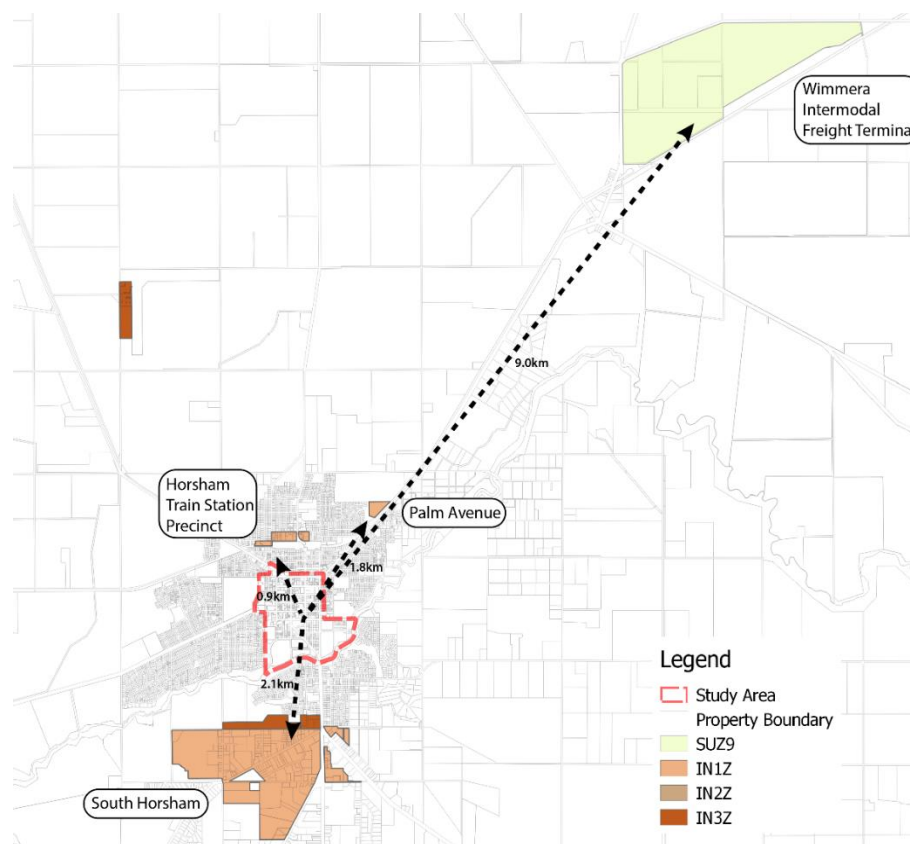 Wimmera
Intermodal
Freight Termina
9.0km
Horsham
Train Station
Precinct
Palm Avenue
1.8km
0.9km
2.1km
South Horsham
Legend
Study Area
Property Boundary
SUZ9
IN1Z
IN2Z
IN3Z